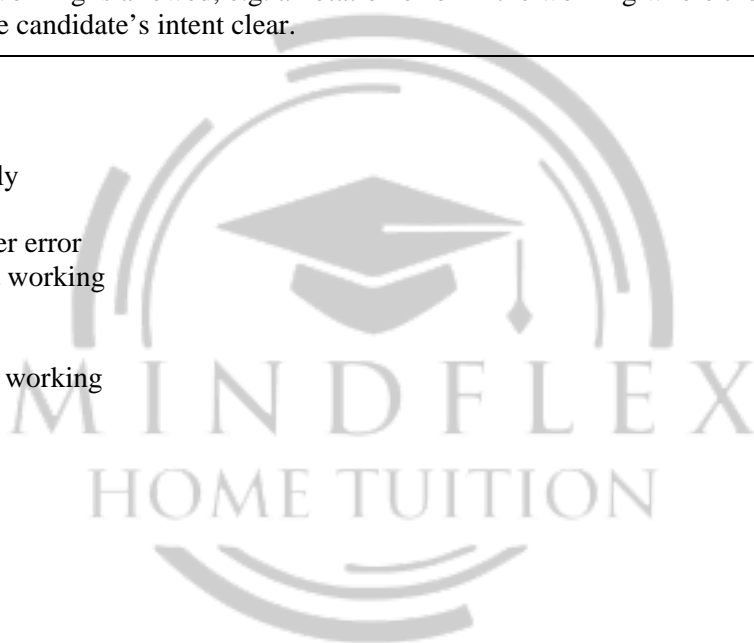 e candidate's intent clear.
ly
er error
working
working
MINDFLEX
HOME TUITION